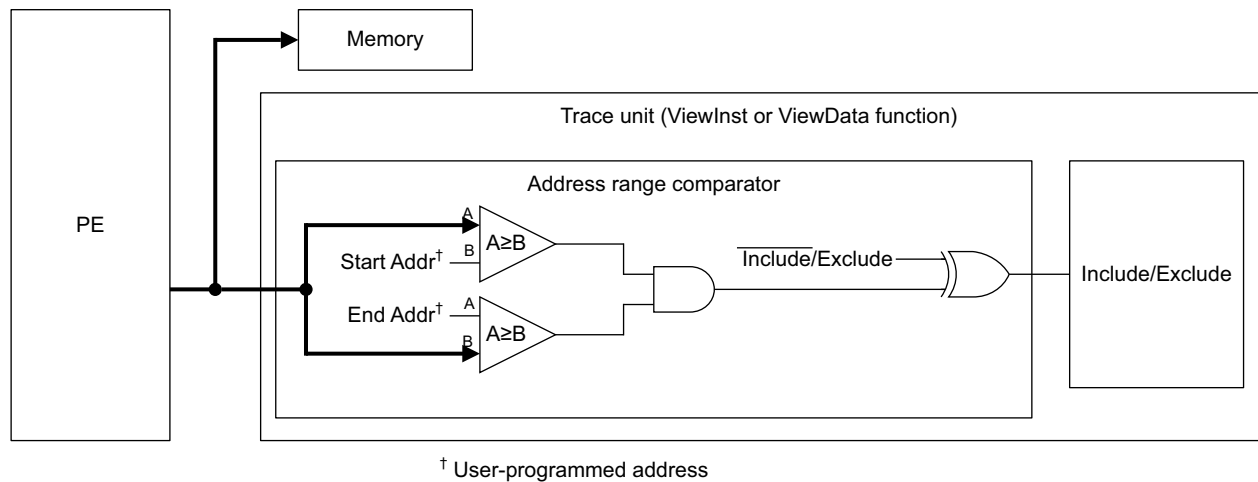 Memory
Trace unit (ViewInst or ViewData function)
Address range comparator
PE
A
A≥B
B
Start Addr†
Include/Exclude
Include/Exclude
End Addr†
A
A≥B
B
† User-programmed address